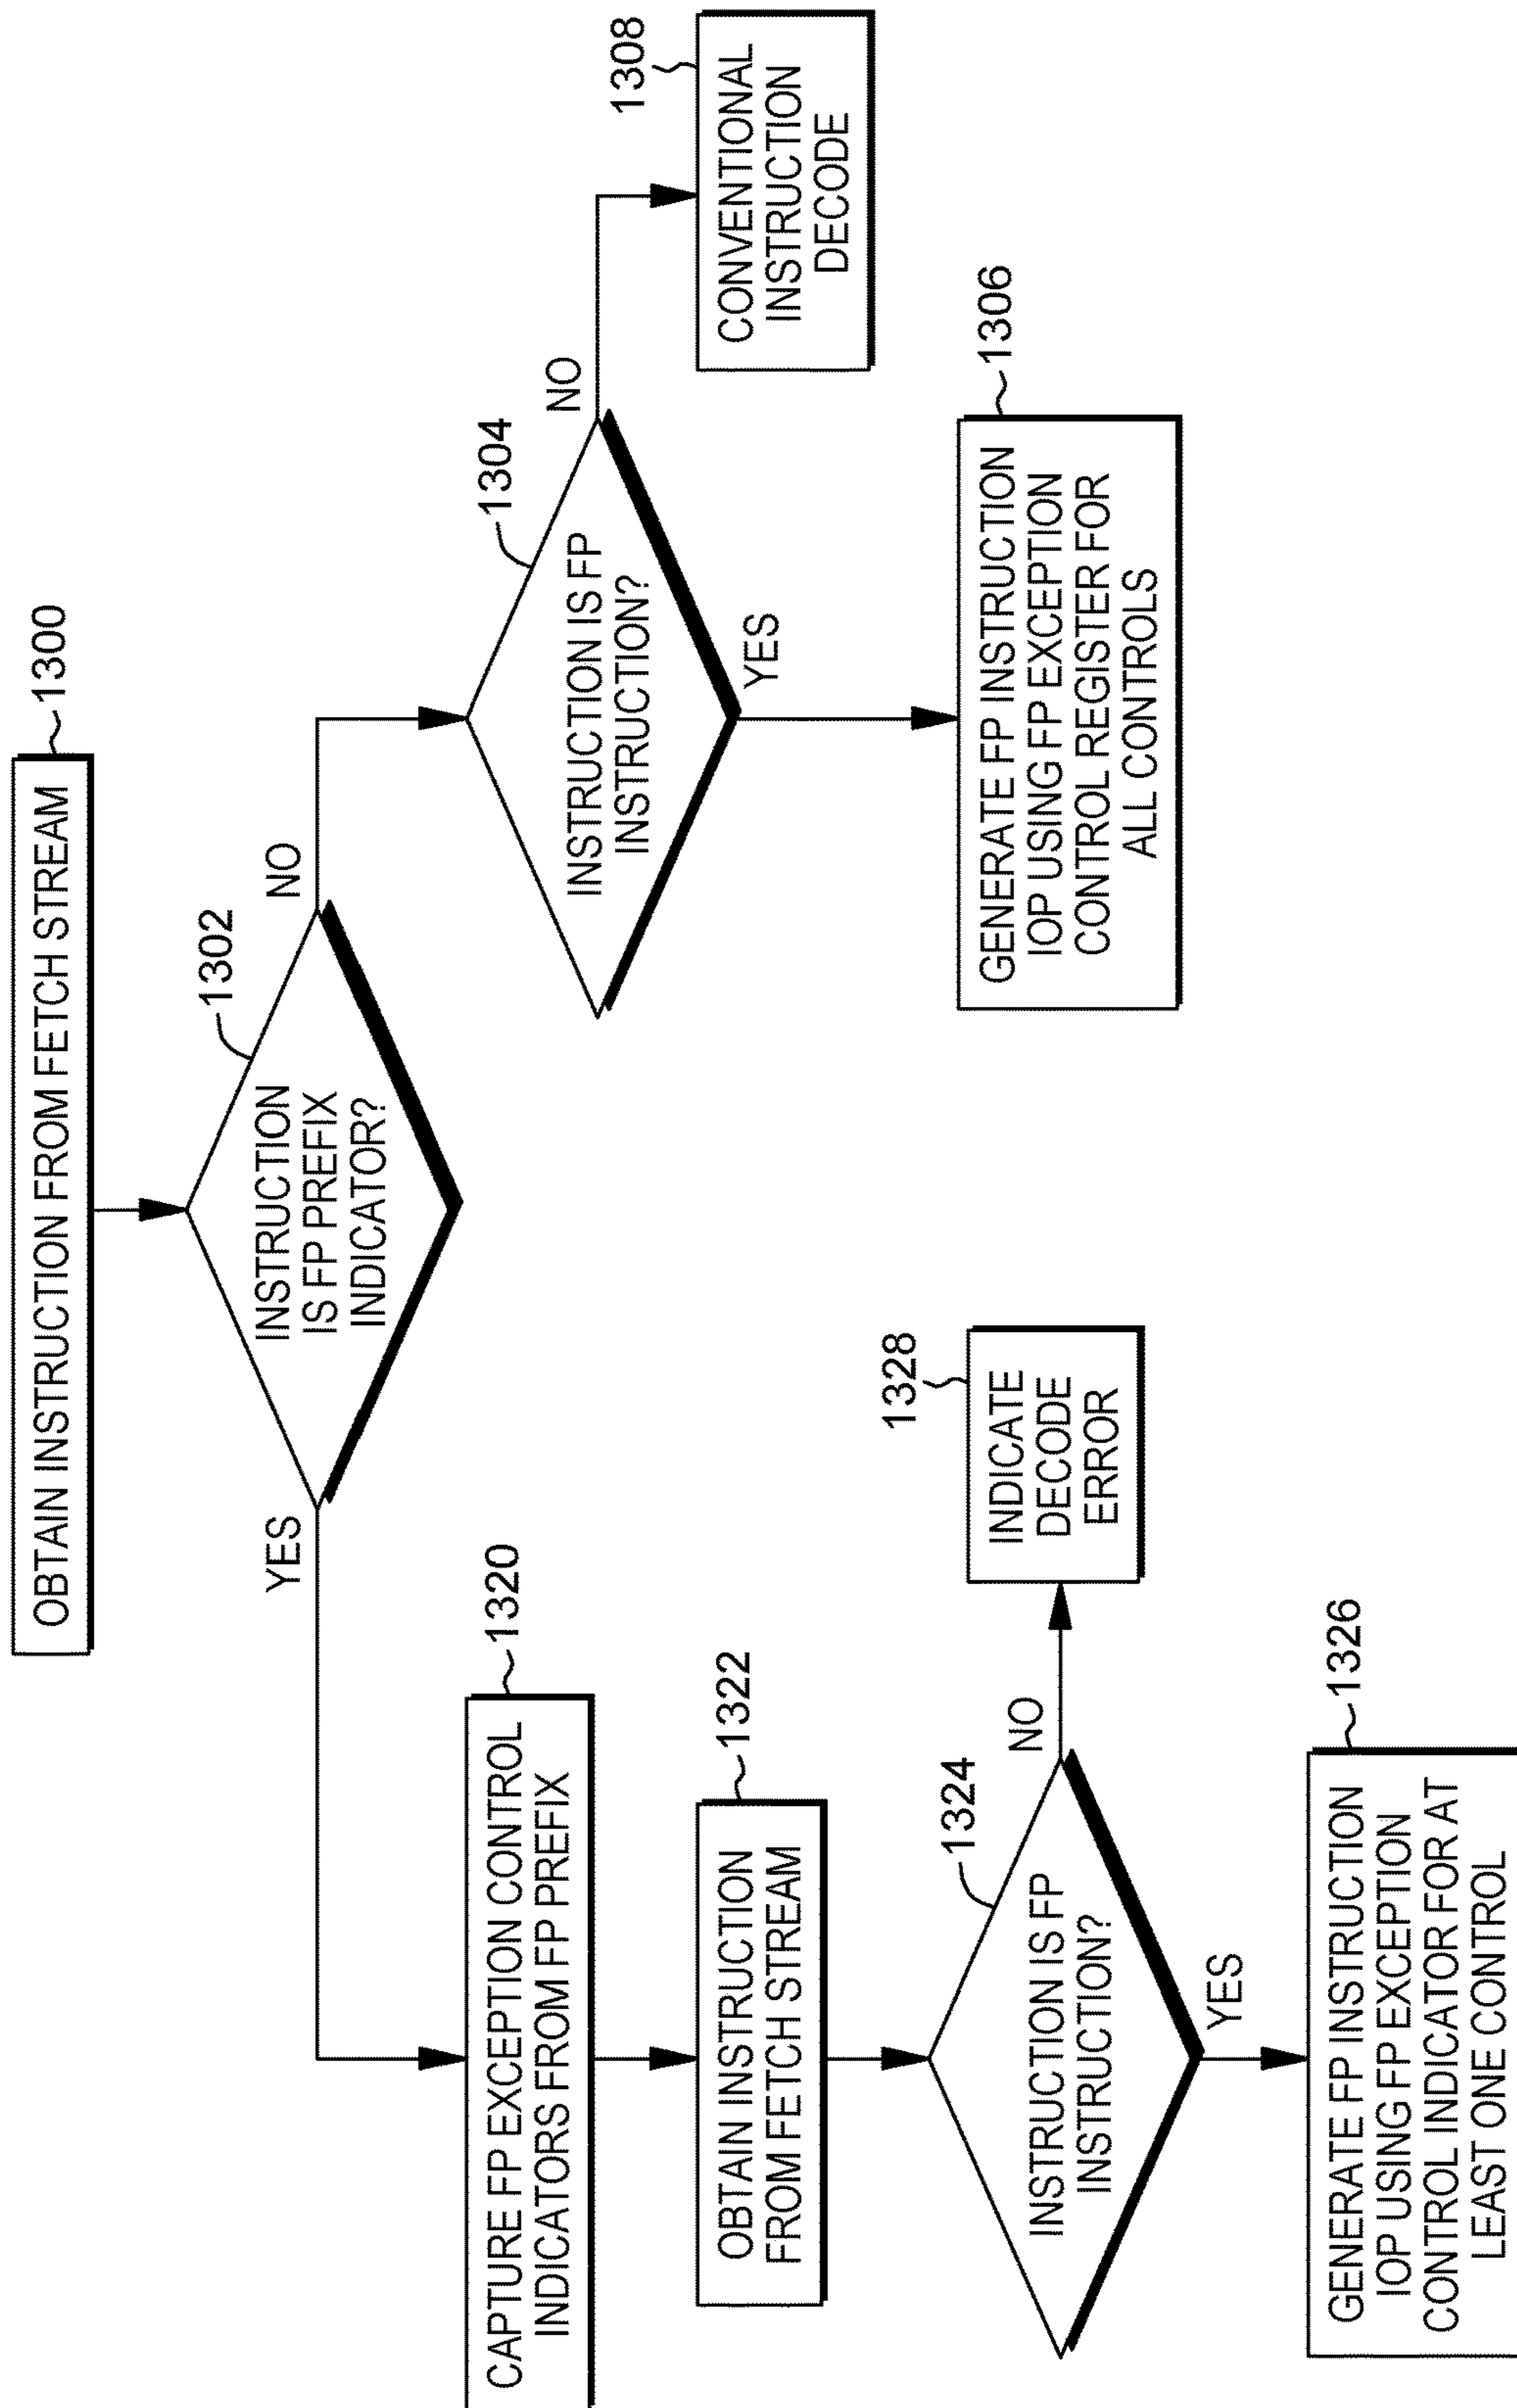 OBTAIN INSTRUCTION FROM FETCH STREAM
1300
INSTRUCTION
IS FP PREFIX
INDICATOR?
1302
YES
NO
CAPTURE FP EXCEPTION CONTROL
INDICATORS FROM FP PREFIX
1320
INSTRUCTION IS FP
INSTRUCTION?
1304
NO
YES
OBTAIN INSTRUCTION
FROM FETCH STREAM
1322
CONVENTIONAL
INSTRUCTION
DECODE
1308
INSTRUCTION IS FP
INSTRUCTION?
1324
NO
YES
INDICATE
DECODE
ERROR
1328
GENERATE FP INSTRUCTION
IOP USING FP EXCEPTION
CONTROL REGISTER FOR
ALL CONTROLS
1306
GENERATE FP INSTRUCTION
IOP USING FP EXCEPTION
CONTROL INDICATOR FOR AT
LEAST ONE CONTROL
1326